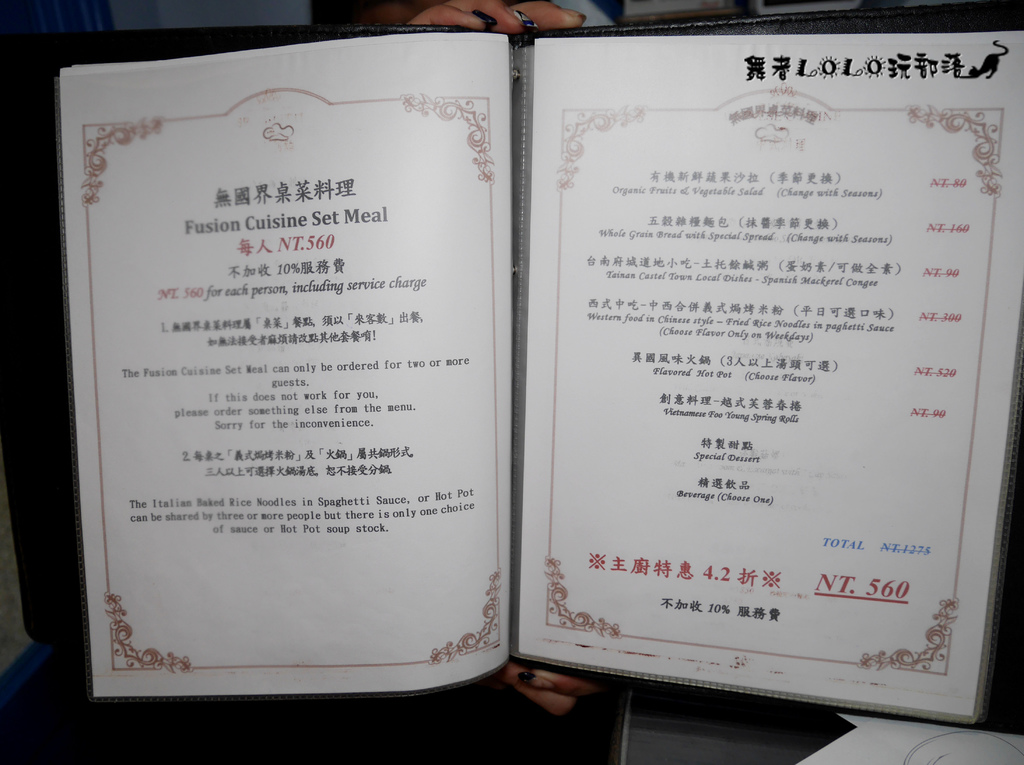 無國界桌菜料理
Fusion Cuisine Set Meal
每人 NT.560
不加收 10%服務費
NT. 560 for each person, including service charge
1. 無國界桌菜料理屬「桌菜」餐點, 須以「來客數」出餐,
如無法接受者麻煩請改點其他套餐唷!
The Fusiom Cuisine Set Meal can only be ordered for two or more
guests.
If this does not work for you,
please order something else from the menu.
Sorry for the inconvenience.
2. 每桌之「義式焗烤米粉」及「火鍋」屬共鍋形式,
三人以上可選擇火鍋湯底, 恕不接受分鍋
The Italian Baked Rice Noodles in Spaghetti Sauce, or Hot Pot
can be shared by three or more people but there is only one choice
of sauce or Hot Pot soup stock.
舞者LOLO玩部落
無國界桌菜料理
有機新鮮蔬果沙拉 (季節更換) NT. 80
Organic Fruits & Vegetable Salad (Change with Seasons)
五穀雜糧麵包 (抹醬季節更換) NT. 160
Whole Grain Bread with Special Spread (Change with Seasons)
台南府城道地小吃-土托餘鹹粥 (蛋奶素/可做全素) NT. 90
Tainan Castel Town Local Dishes - Spanish Mackerel Congee
西式中吃-中西合併義式焗烤米粉 (平日可選口味) NT. 300
Western food in Chinese style – Fried Rice Noodles in paghetti Sauce
(Choose Flavor Only on Weekdays)
異國風味火鍋 (3人以上湯頭可選) NT. 520
Flavored Hot Pot (Choose Flavor)
創意料理-越式芙蓉春捲 NT. 90
Vietnamese Foo Young Spring Rolls
特製甜點
Special Dessert
精選飲品
Beverage (Choose One)
TOTAL NT.1275
※主廚特惠 4.2 折※ NT. 560
不加收 10% 服務費